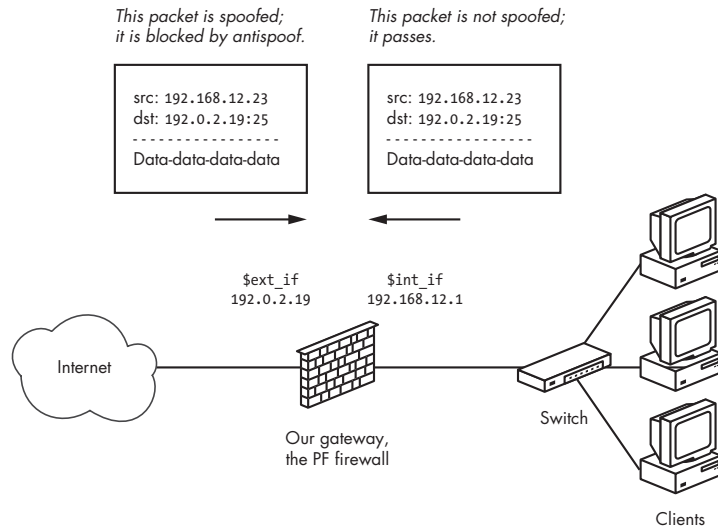 This packet is spoofed;
it is blocked by antispoof.
This packet is not spoofed;
it passes.
src: 192.168.12.23
dst: 192.0.2.19:25
- - - - - - - - - - - - - - - - -
Data-data-data-data
src: 192.168.12.23
dst: 192.0.2.19:25
- - - - - - - - - - - - - - - - -
Data-data-data-data
$ext_if
192.0.2.19
$int_if
192.168.12.1
Internet
Our gateway,
the PF firewall
Switch
Clients